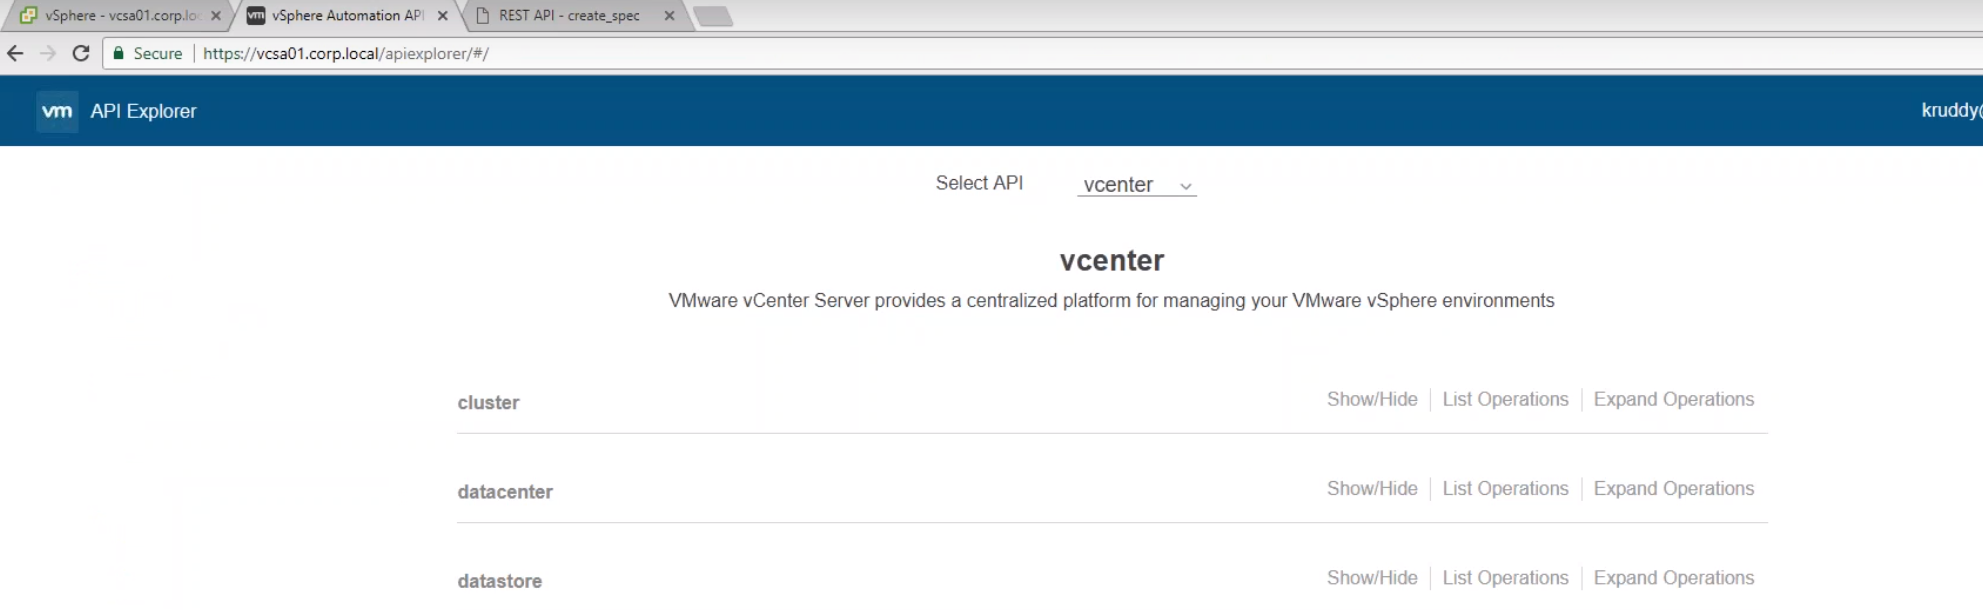 vSphere - vcsa01.corp.loc
vSphere Automation API
REST API - create_spec
Secure
https://vcsa01.corp.local/apiexplorer/#/
vm API Explorer
kruddy@
Select API vcenter
vcenter
VMware vCenter Server provides a centralized platform for managing your VMware vSphere environments
cluster Show/Hide List Operations Expand Operations
datacenter Show/Hide List Operations Expand Operations
datastore Show/Hide List Operations Expand Operations